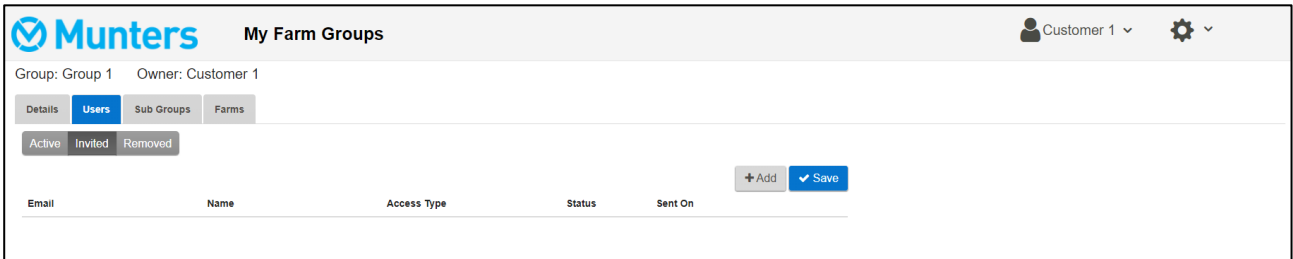 Munters My Farm Groups Customer 1
Group: Group 1 Owner: Customer 1
Details Users Sub Groups Farms
Active Invited Removed
+Add Save
Email Name Access Type Status Sent On